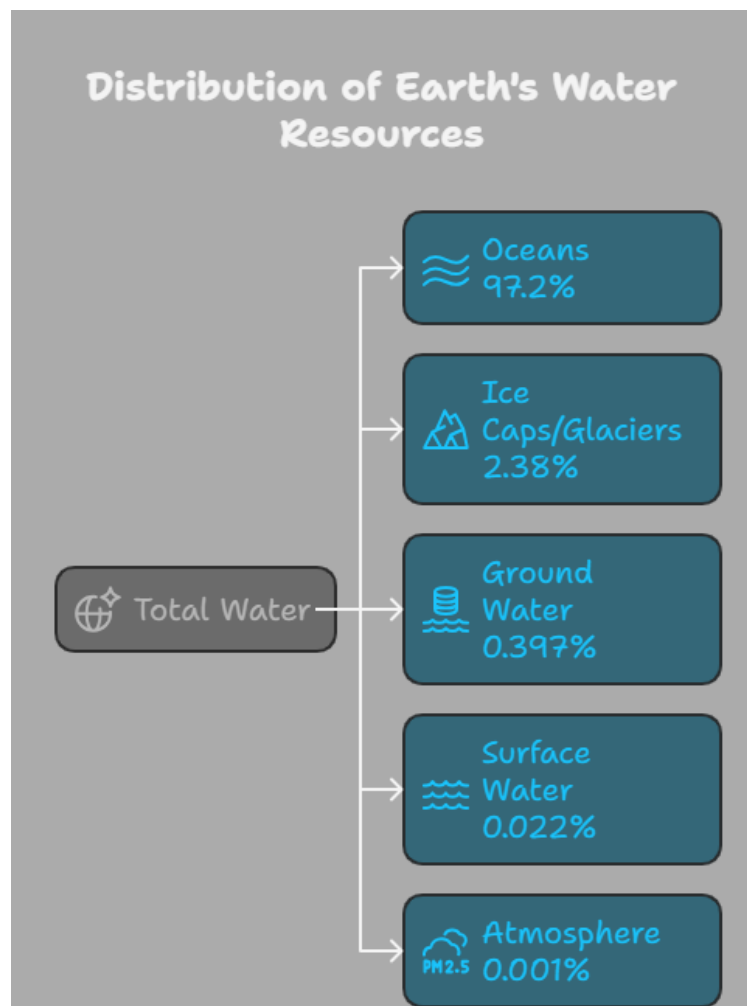 Distribution of Earth's Water
Resources
Oceans
97.2%
Ice
Caps/Glaciers
2.38%
Total Water
Ground
Water
0.397%
Surface
Water
0.022%
Atmosphere
PM2.5
0.001%